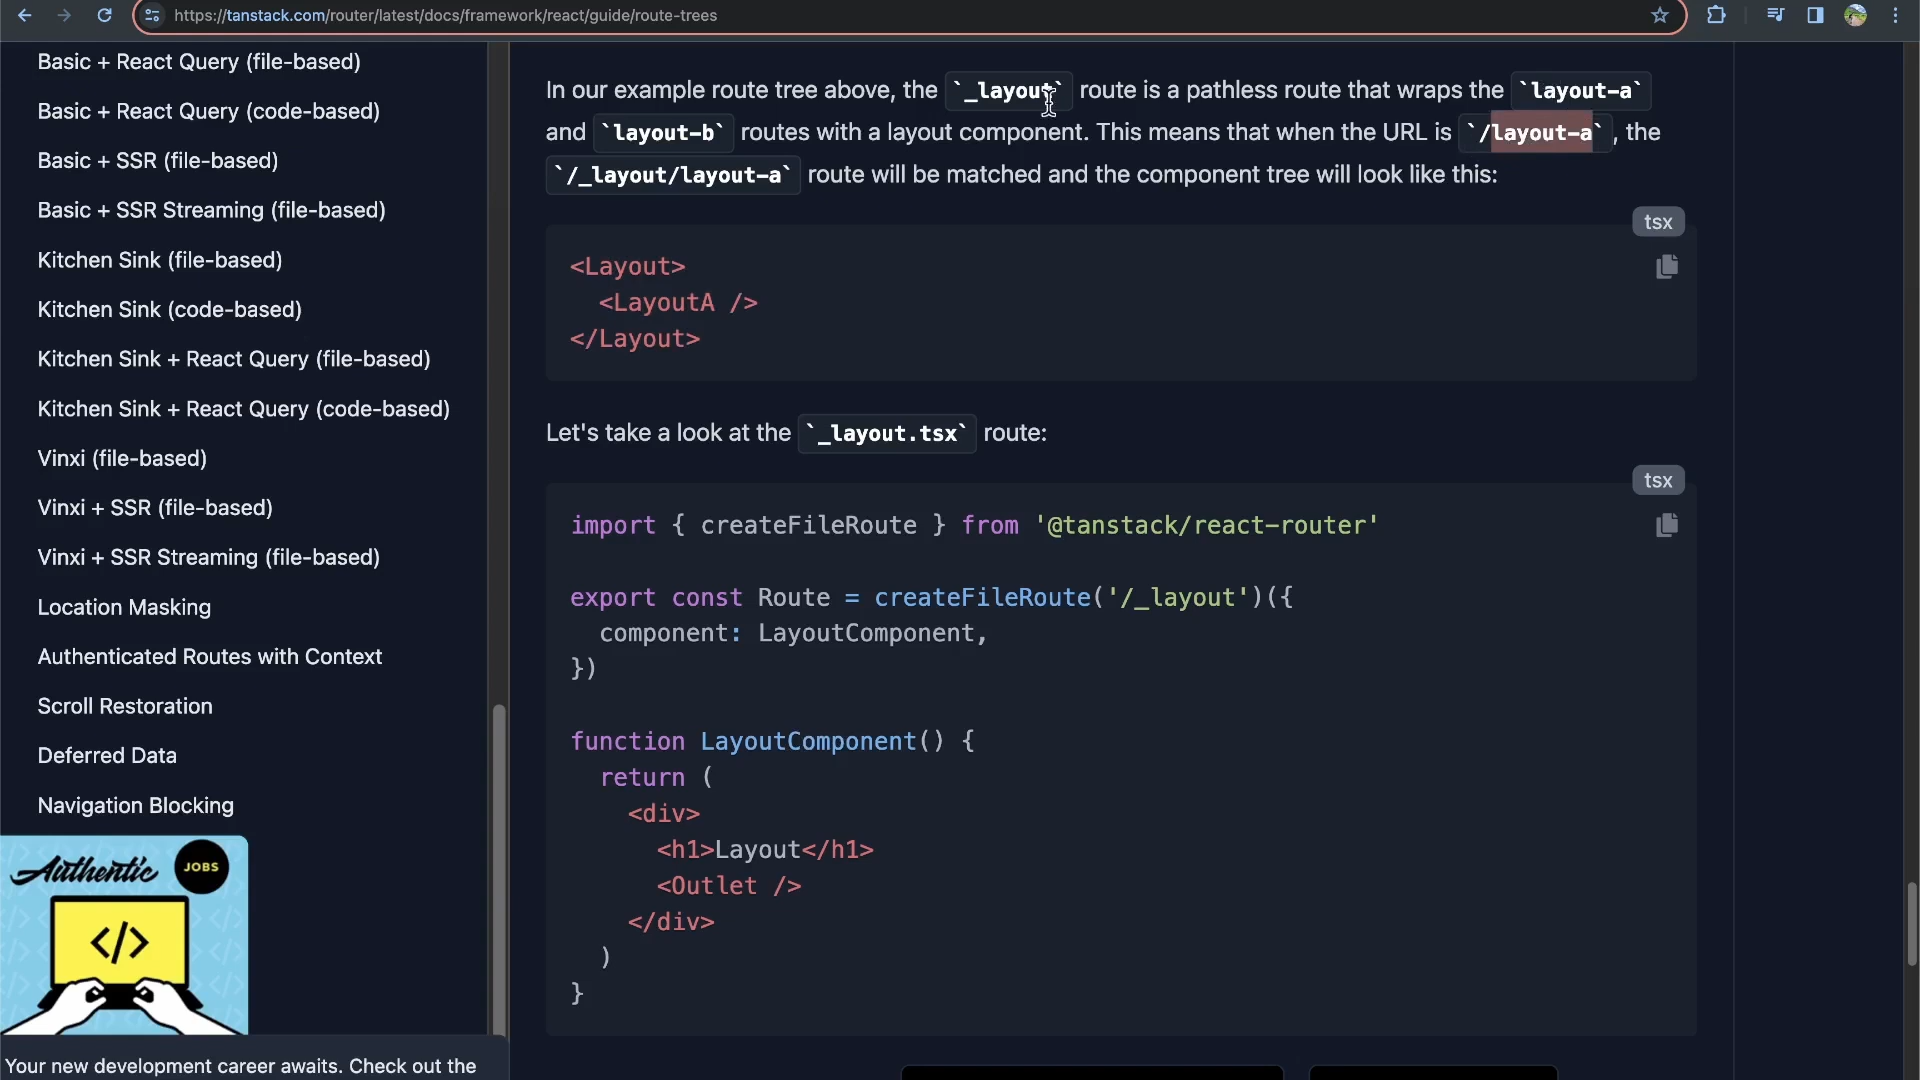 https://tanstack.com/router/latest/docs/framework/react/guide/route-trees
Basic + React Query (file-based)
Basic + React Query (code-based)
Basic + SSR (file-based)
Basic + SSR Streaming (file-based)
Kitchen Sink (file-based)
Kitchen Sink (code-based)
Kitchen Sink + React Query (file-based)
Kitchen Sink + React Query (code-based)
Vinxi (file-based)
Vinxi + SSR (file-based)
Vinxi + SSR Streaming (file-based)
Location Masking
Authenticated Routes with Context
Scroll Restoration
Deferred Data
Navigation Blocking
Authentic JOBS
</>
Your new development career awaits. Check out the
In our example route tree above, the `_layout` route is a pathless route that wraps the `layout-a`
and `layout-b` routes with a layout component. This means that when the URL is `/layout-a`, the
`/_layout/layout-a` route will be matched and the component tree will look like this:
tsx
<Layout>
  <LayoutA />
</Layout>
Let's take a look at the `_layout.tsx` route:
tsx
import { createFileRoute } from '@tanstack/react-router'
export const Route = createFileRoute('/_layout')({
  component: LayoutComponent,
})
function LayoutComponent() {
  return (
    <div>
      <h1>Layout</h1>
      <Outlet />
    </div>
  )
}